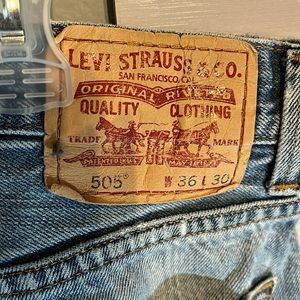 LEVI STRAUSS & CO.
SAN FRANCISCO, CAL.
ORIGINAL RIVETED
QUALITY CLOTHING
TRADE MARK
505® W 36 L 30